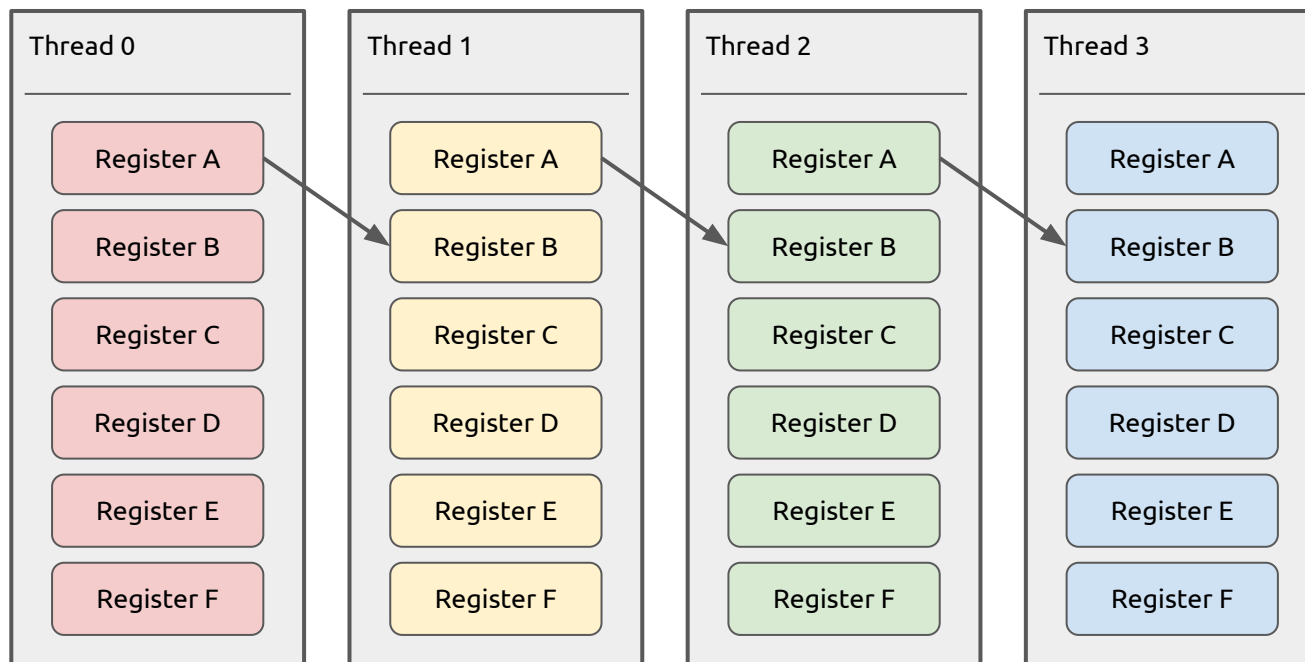 Thread 0
Register A
Register B
Register C
Register D
Register E
Register F
Thread 1
Register A
Register B
Register C
Register D
Register E
Register F
Thread 2
Register A
Register B
Register C
Register D
Register E
Register F
Thread 3
Register A
Register B
Register C
Register D
Register E
Register F